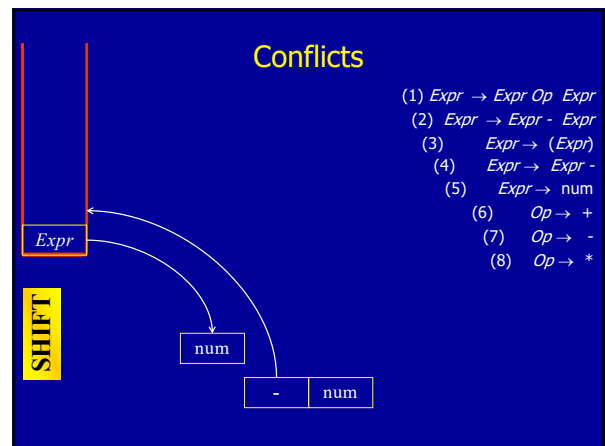 Conflicts
(1) Expr → Expr Op Expr
(2) Expr → Expr - Expr
(3) Expr → (Expr)
(4) Expr → Expr -
(5) Expr → num
(6) Op → +
(7) Op → -
(8) Op → *
Expr
SHIFT
num
- num